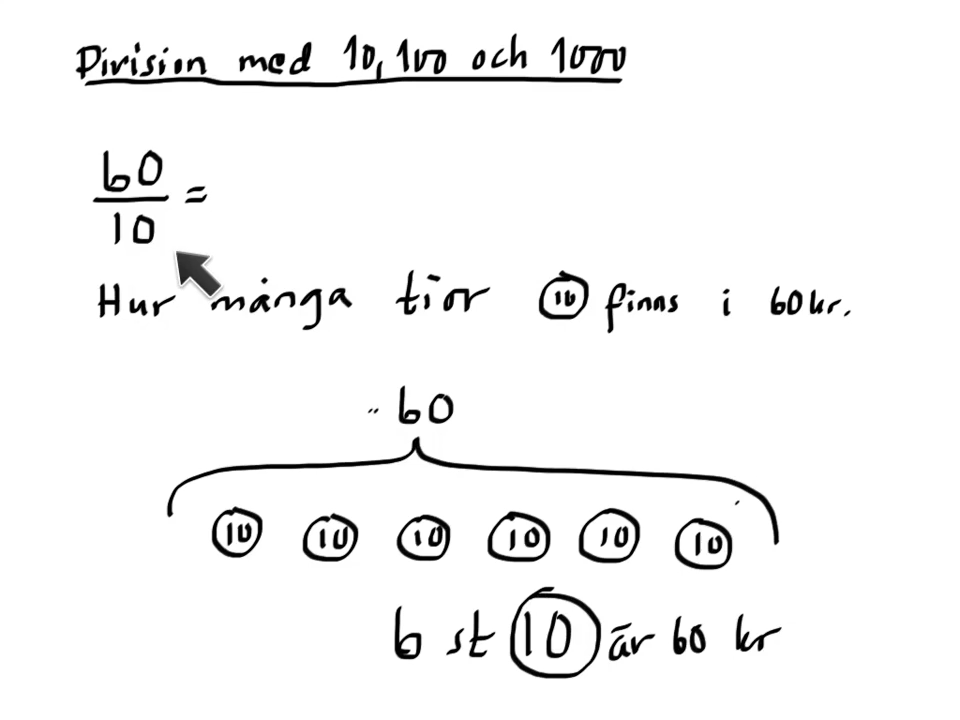 Division med 10, 100 och 1000
60
10
=
Hur många tior 10 finns i 60kr.
60
10 10 10 10 10 10
6 st 10 är 60 kr